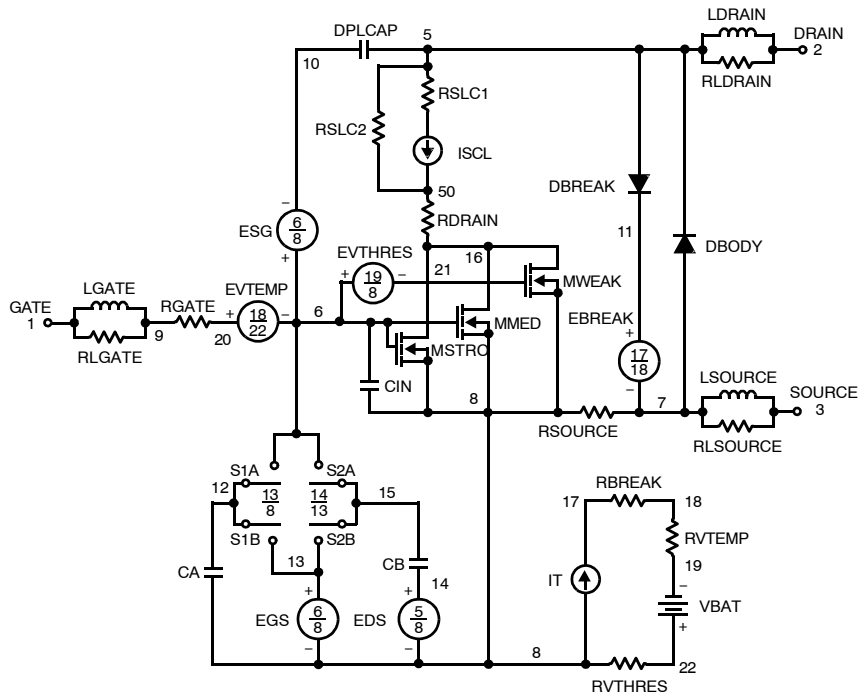 LDRAIN
DPLCAP
5
DRAIN
2
10
RLDRAIN
RSLC1
RSLC2
ISCL
DBREAK
50
RDRAIN
11
DBODY
ESG
6
8
EVTHRES
19
8
21
16
MWEAK
LGATE
EVTEMP
GATE
1
RGATE
18
22
6
MMED
EBREAK
9
20
MSTRO
17
18
RLGATE
LSOURCE
CIN
8
7
SOURCE
3
RSOURCE
RLSOURCE
S1A
S2A
12
13
8
14
13
15
RBREAK
17
18
S1B
S2B
13
RVTEMP
CA
CB
14
IT
19
VBAT
EGS
6
8
EDS
5
8
8
22
RVTHRES
+
−